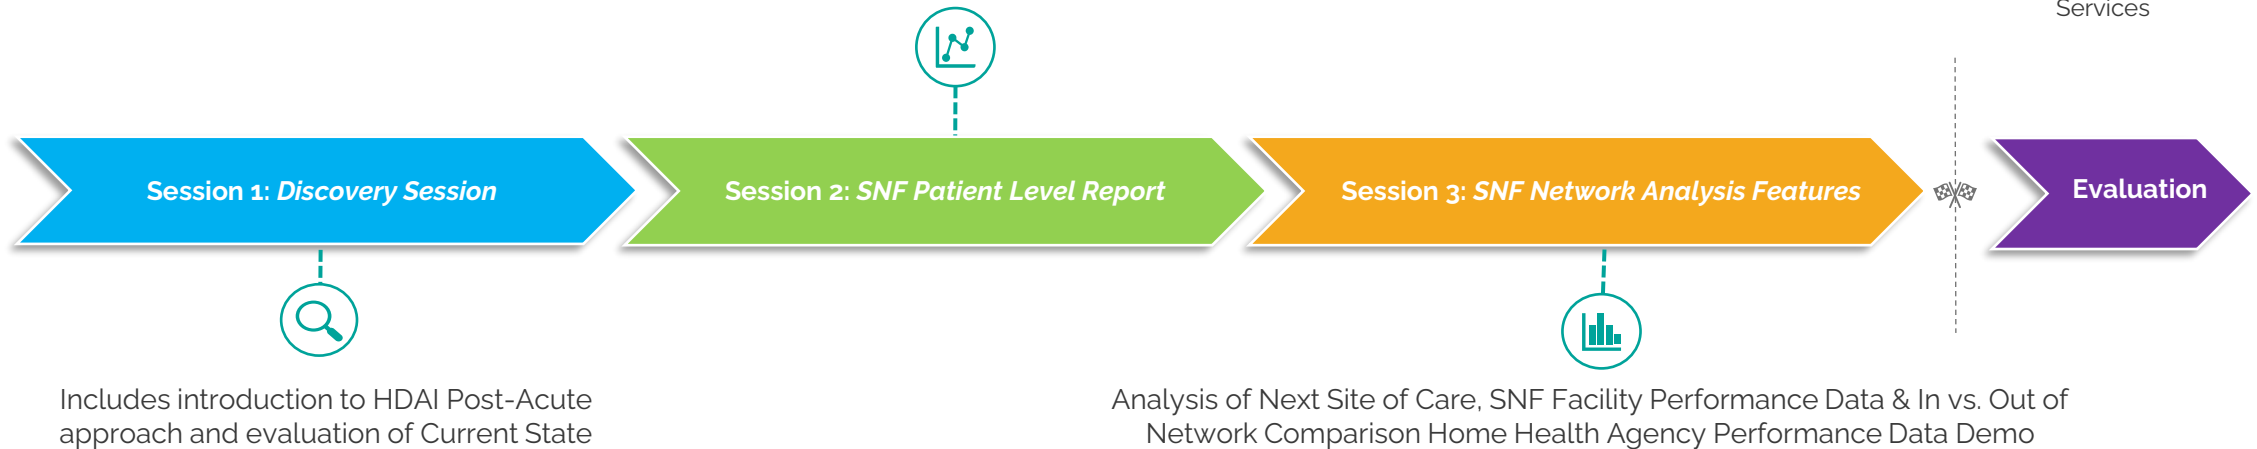 Services
Session 1: Discovery Session
Session 2: SNF Patient Level Report
Session 3: SNF Network Analysis Features
Evaluation
Includes introduction to HDAI Post-Acute
approach and evaluation of Current State
Analysis of Next Site of Care, SNF Facility Performance Data & In vs. Out of
Network Comparison Home Health Agency Performance Data Demo